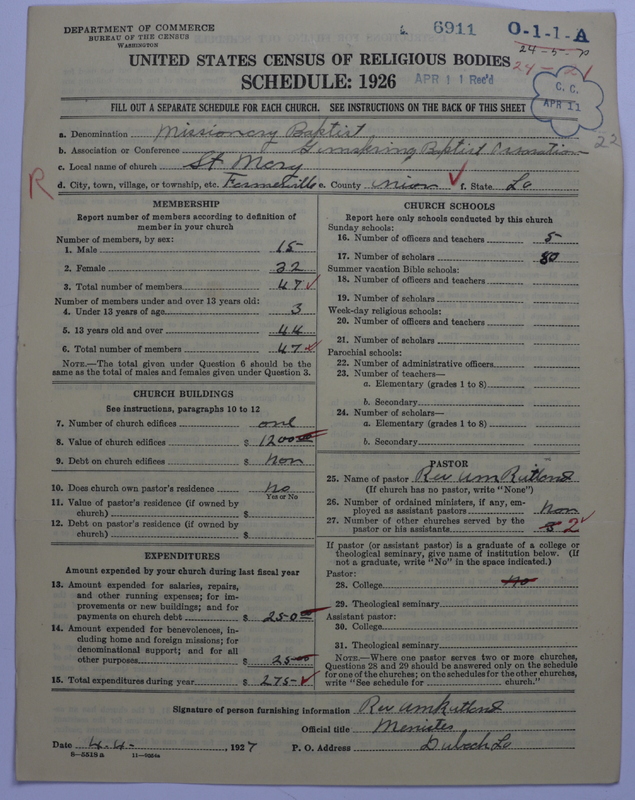 DEPARTMENT OF COMMERCE
BUREAU OF THE CENSUS
WASHINGTON
6911
O-1-1-A
24-5-
UNITED STATES CENSUS OF RELIGIOUS BODIES
SCHEDULE: 1926
APR 11 Rec'd
C. C.
APR 11
22
FILL OUT A SEPARATE SCHEDULE FOR EACH CHURCH. SEE INSTRUCTIONS ON THE BACK OF THIS SHEET
a. Denomination Missionary Baptist
b. Association or Conference Baptist
c. Local name of church St Mary
R
d. City, town, village, or township, etc. Farmerville e. County Union f. State La
MEMBERSHIP
Report number of members according to definition of
member in your church
Number of members, by sex:
1. Male 15
2. Female 32
3. Total number of members 47
Number of members under and over 13 years old:
4. Under 13 years of age 3
5. 13 years old and over 44
6. Total number of members 47
NOTE.—The total given under Question 6 should be
same as the total of males and females given under Question 3.
CHURCH BUILDINGS
See instructions, paragraphs 10 to 12
7. Number of church edifices one
8. Value of church edifices $ 1200
9. Debt on church edifices $ Non
10. Does church own pastor's residence No
Yes or No
11. Value of pastor's residence (if owned by
church) $
12. Debt on pastor's residence (if owned by
church) $
EXPENDITURES
Amount expended by church during last fiscal year
13. Amount expended for salaries, repairs,
and other running expenses; for im-
provements or new buildings; and for
payments on church debt $ 250
14. Amount expended for benevolences, in-
cluding home and foreign missions; for
denominational support; and for all
other purposes $ 25
15. Total expenditures during year $ 275
CHURCH SCHOOLS
Report here only schools conducted by this church
Sunday schools:
16. Number of officers and teachers 5
17. Number of scholars 80
Summer vacation Bible schools:
18. Number of officers and teachers
19. Number of scholars
Week-day religious schools:
20. Number of officers and teachers
21. Number of scholars
Parochial schools:
22. Number of administrative officers
23. Number of teachers—
a. Elementary (grades 1 to 8)
b. Secondary
24. Number of scholars—
a. Elementary (grades 1 to 8)
b. Secondary
PASTOR
25. Name of pastor Rev
(If church has no pastor, write "None")
26. Number of ordained ministers, if any, em-
ployed as assistant pastors Non
27. Number of other churches served by the
pastor or his assistants 3 2
If pastor (or assistant pastor) is a graduate of a college or
theological seminary, give name of institution below. (If
not a graduate, write "No" in the space indicated.)
Pastor:
28. College No
29. Theological seminary
Assistant pastor:
30. College
31. Theological seminary
NOTE.—Where one pastor serves two or more churches,
Questions 28 and 29 should be answered only on the schedule
for one of the churches; on the schedules for the other churches,
write "See schedule for church."
Signature of person furnishing information Rev
Official title Menister
Date 4-4-, 1927 P. O. Address Dubach La
8-5518 a